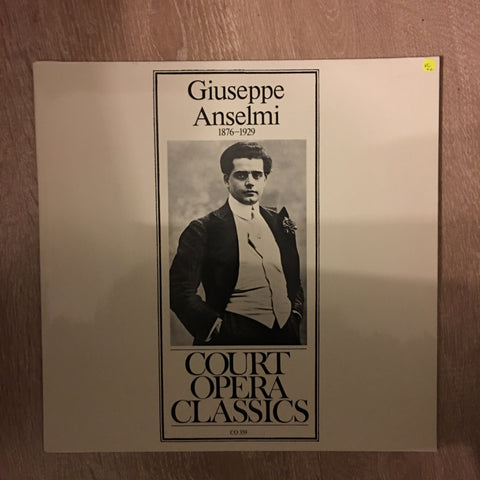 Giuseppe
Anselmi
1876-1929
COURT
OPERA
CLASSICS